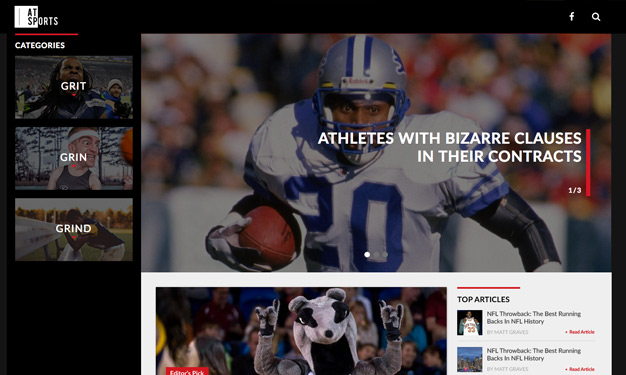 AT
SPORTS
CATEGORIES
GRIT
GRIN
GRIND
Riddell
ATHLETES WITH BIZARRE CLAUSES
IN THEIR CONTRACTS
1/3
20
Editor's Pick
TOP ARTICLES
NFL Throwback: The Best Running
Backs In NFL History
BY MATT GRAVES
+ Read Article
NFL Throwback: The Best Running
Backs In NFL History
BY MATT GRAVES
+ Read Article